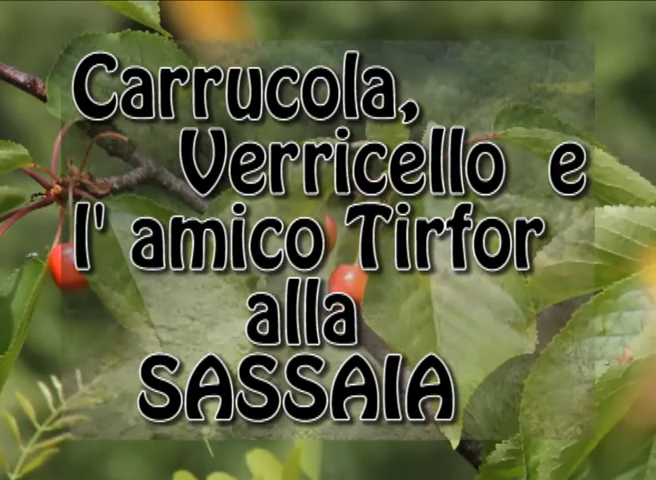 Carrucola,
Verricello e
l' amico Tirfor
alla
SASSAIA